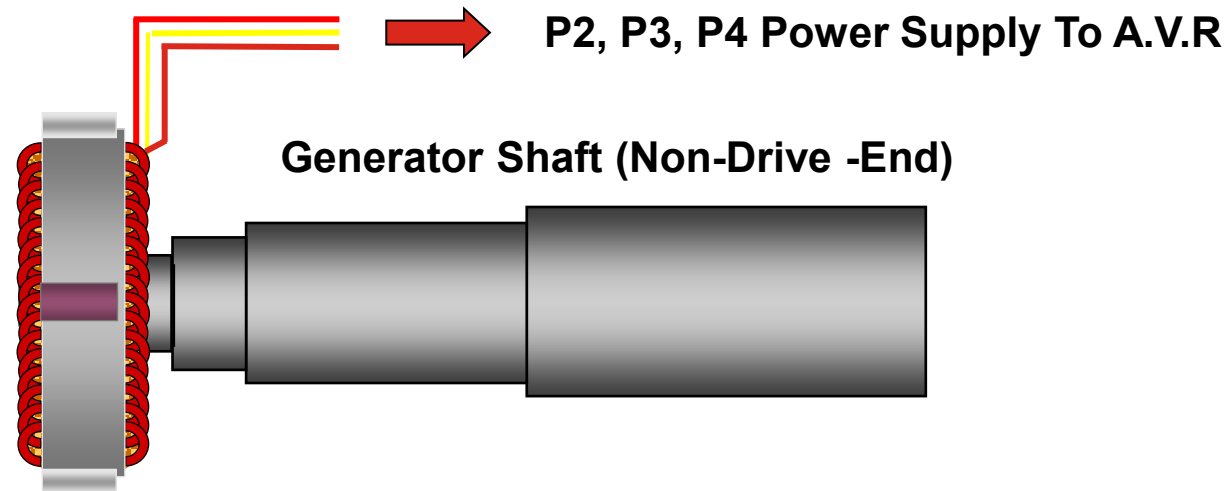 P2, P3, P4 Power Supply To A.V.R
Generator Shaft (Non-Drive -End)